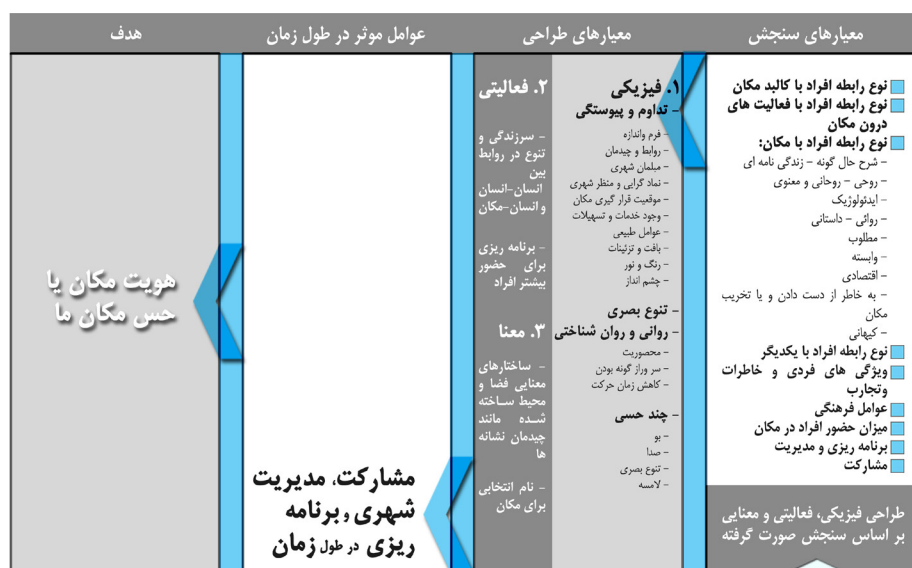 معیارهای سنجش
نوع رابطه افراد با کالبد مکان
نوع رابطه افراد با فعالیت های
درون مکان
نوع رابطه افراد با مکان:
- شرح حال گونه - زندگی نامه ای
- روحی - روحانی و معنوی
- ایدئولوژیک
- روائی - داستانی
- مطلوب
- وابسته
- اقتصادی
- به خاطر از دست دادن و یا تخریب
مکان
- کیهانی
نوع رابطه افراد با یکدیگر
ویژگی های فردی و خاطرات
وتجارب
عوامل فرهنگی
میزان حضور افراد در مکان
برنامه ریزی و مدیریت
مشارکت
طراحی فیزیکی، فعالیتی و معنایی
بر اساس سنجش صورت گرفته
معیارهای طراحی
۱. فیزیکی
- تداوم و پیوستگی
- فرم واندازه
- روابط و چیدمان
- مبلمان شهری
- نماد گرایی و منظر شهری
- موقعیت قرار گیری مکان
- وجود خدمات و تسهیلات
- عوامل طبیعی
- بافت و تزئینات
- رنگ و نور
- چشم انداز
- تنوع بصری
- روانی و روان شناختی
- محصوریت
- سر وراز گونه بودن
- کاهش زمان حرکت
- چند حسی
- بو
- صدا
- تنوع بصری
- لامسه
۲. فعالیتی
- سرزندگی و
تنوع در روابط
بین
انسان-انسان
و انسان-مکان
- برنامه ریزی
برای حضور
بیشتر افراد
۳. معنا
- ساختارهای
معنایی فضا و
محیط ساخته
شده مانند
چیدمان نشانه
ها
- نام انتخابی
برای مکان
عوامل موثر در طول زمان
مشارکت، مدیریت
شهری و برنامه
ریزی در طول زمان
هدف
هویت مکان یا
حس مکان ما